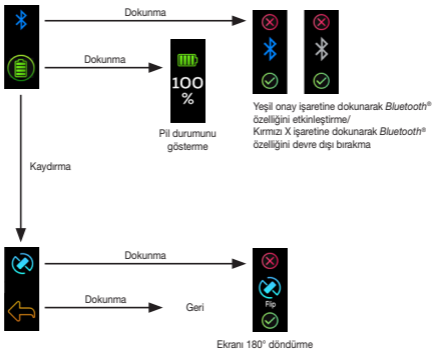 Dokunma
Dokunma
100
%
Pil durumunu
gösterme
Yeşil onay işaretine dokunarak Bluetooth®
özelliğini etkinleştirme/
Kırmızı X işaretine dokunarak Bluetooth®
özelliğini devre dışı bırakma
Kaydırma
Dokunma
Dokunma
Geri
Flip
Ekranı 180° döndürme